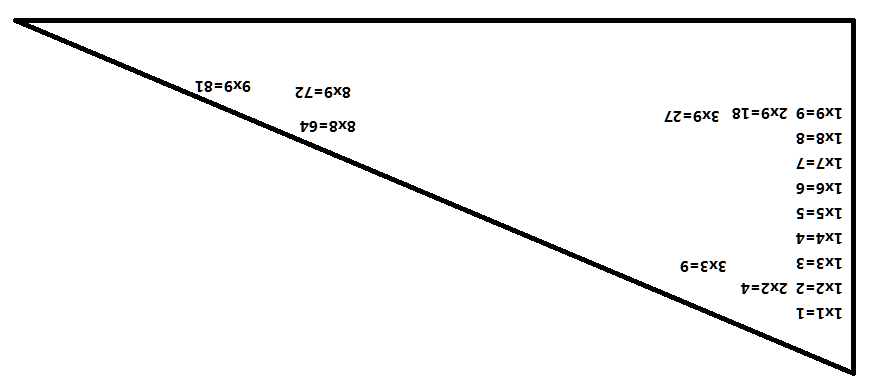 1x1=1
1x2=2 2x2=4
1x3=3 3x3=9
1x4=4
1x5=5
1x6=6
1x7=7
1x8=8 8x8=64
1x9=9 2x9=18 3x9=27 8x9=72 9x9=81